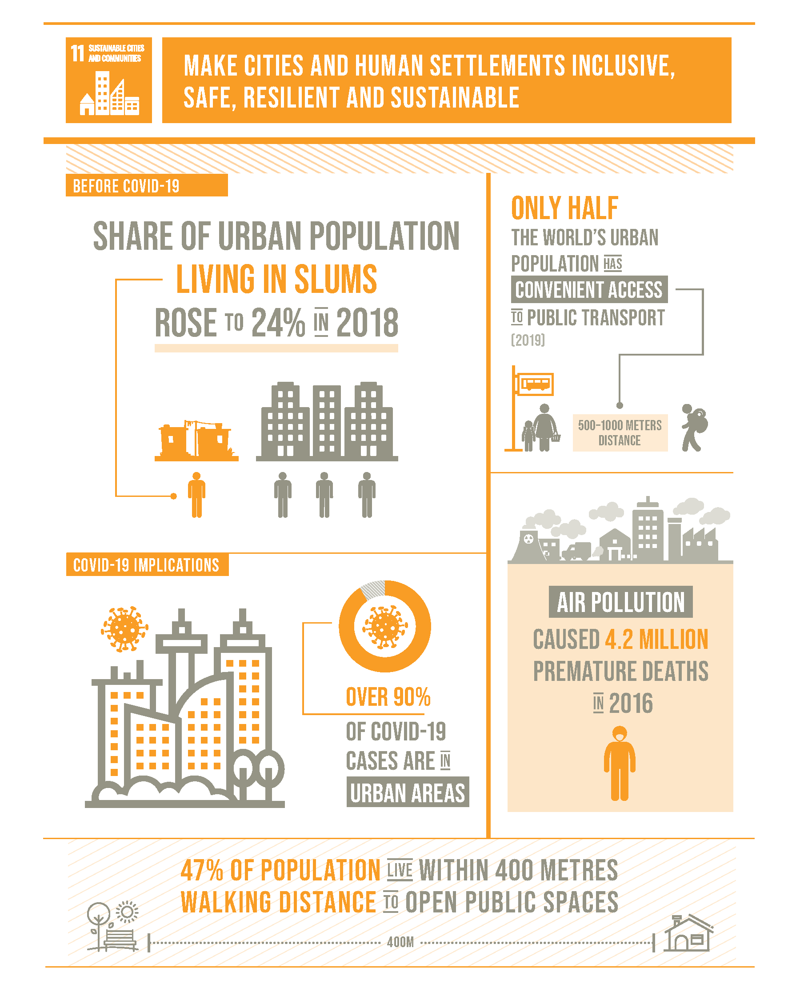 11 SUSTAINABLE CITIES
AND COMMUNITIES
MAKE CITIES AND HUMAN SETTLEMENTS INCLUSIVE,
SAFE, RESILIENT AND SUSTAINABLE
BEFORE COVID-19
SHARE OF URBAN POPULATION
LIVING IN SLUMS
ROSE TO 24% IN 2018
ONLY HALF
THE WORLD'S URBAN
POPULATION HAS
CONVENIENT ACCESS
TO PUBLIC TRANSPORT
(2019)
500–1000 METERS
DISTANCE
COVID-19 IMPLICATIONS
OVER 90%
OF COVID-19
CASES ARE IN
URBAN AREAS
AIR POLLUTION
CAUSED 4.2 MILLION
PREMATURE DEATHS
IN 2016
47% OF POPULATION LIVE WITHIN 400 METRES
WALKING DISTANCE TO OPEN PUBLIC SPACES
400M